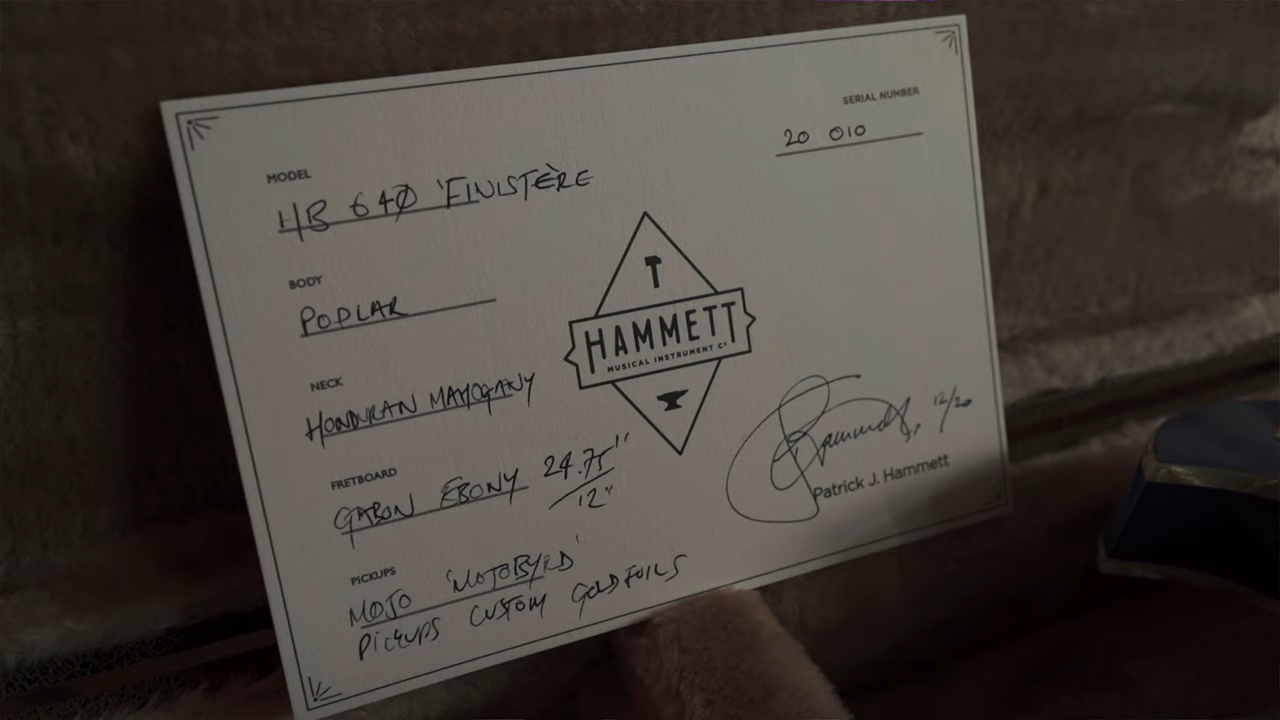 SERIAL NUMBER
20 010
MODEL
HB 640 'FINISTÈRE
BODY
POPLAR
HAMMETT
MUSICAL INSTRUMENT Cº
NECK
HONDURAN MAHOGANY
FRETBOARD
GABON EBONY 24.75"
12"
12/20
Patrick J. Hammett
PICKUPS
MOJO 'MOTOBYRD'
PICKUPS CUSTOM GOLDFOILS